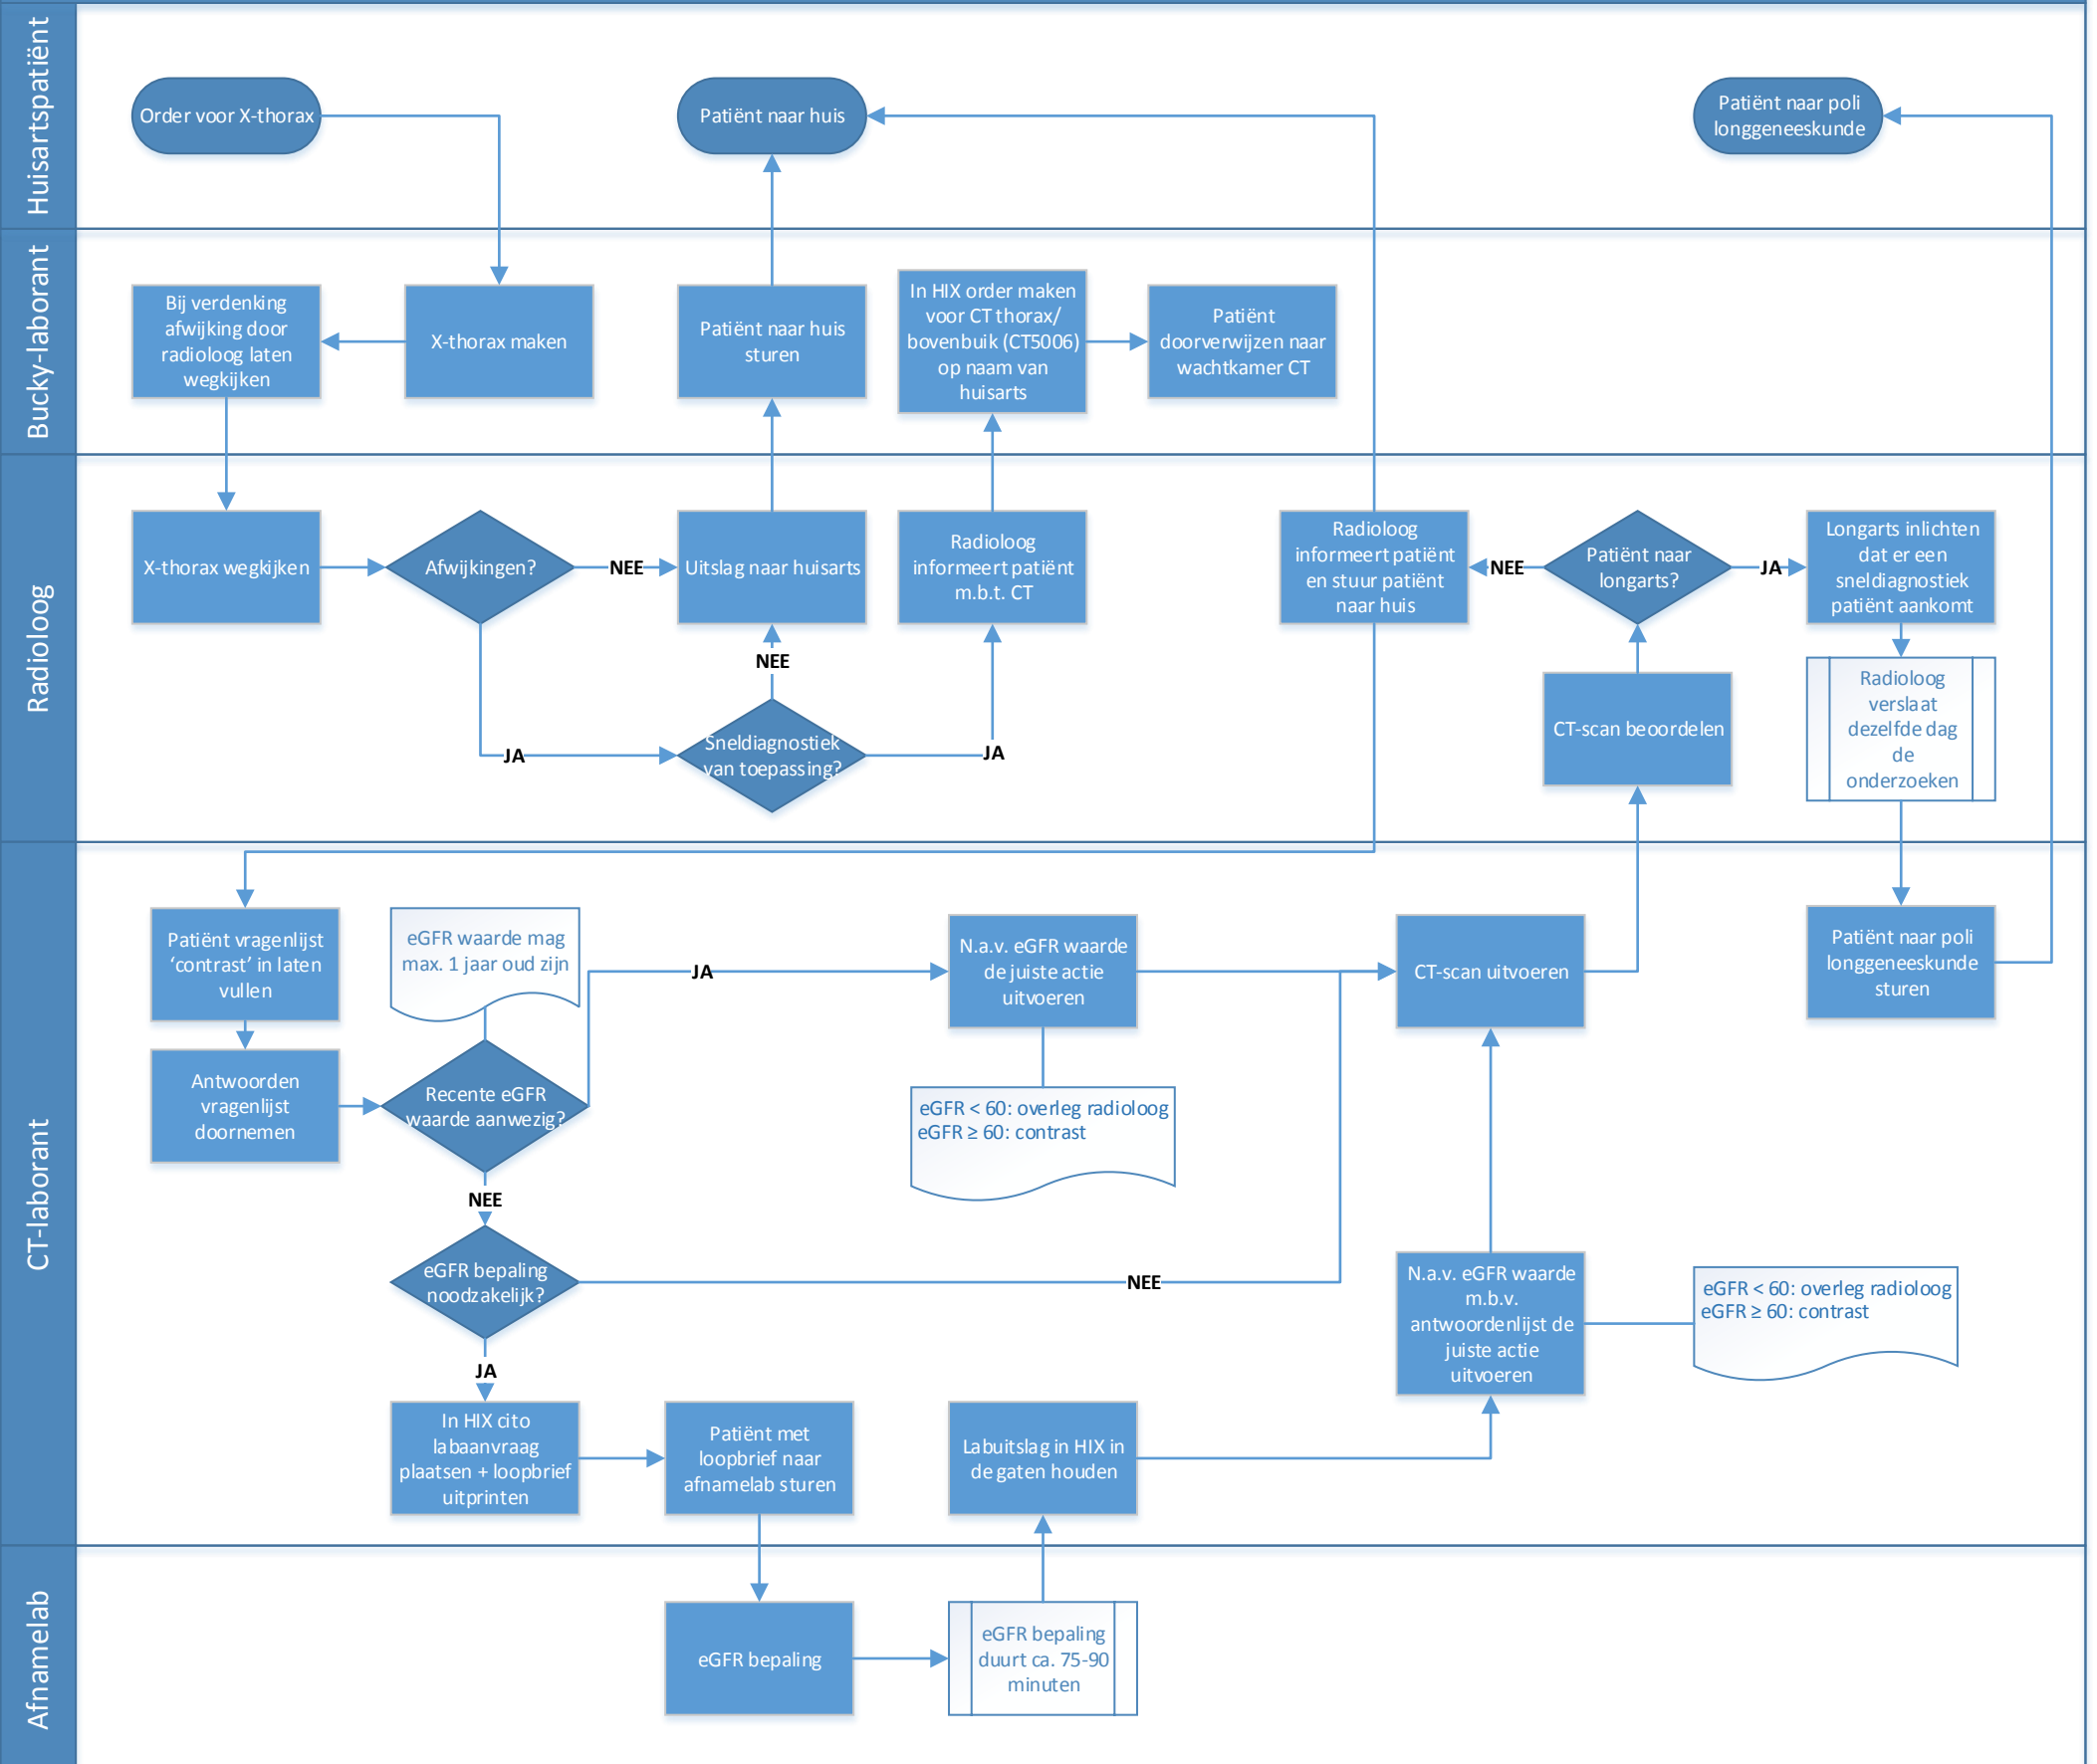 Huisartspatiënt
Order voor X-thorax
Patiënt naar huis
Patiënt naar poli
longgeneeskunde
Bucky-laborant
Bij verdenking
afwijking door
radioloog laten
wegkijken
X-thorax maken
Patiënt naar huis
sturen
In HIX order maken
voor CT thorax/
bovenbuik (CT5006)
op naam van
huisarts
Patiënt
doorverwijzen naar
wachtkamer CT
Radioloog
X-thorax wegkijken
Afwijkingen?
NEE
Uitslag naar huisarts
Radioloog
informeert patiënt
m.b.t. CT
Radioloog
informeert patiënt
en stuur patiënt
naar huis
NEE
Patiënt naar
longarts?
JA
Longarts inlichten
dat er een
sneldiagnostiek
patiënt aankomt
NEE
JA
Sneldiagnostiek
van toepassing?
JA
CT-scan beoordelen
Radioloog
verslaat
dezelfde dag
de
onderzoeken
CT-laborant
Patiënt vragenlijst
‘contrast’ in laten
vullen
eGFR waarde mag
max. 1 jaar oud zijn
JA
N.a.v. eGFR waarde
de juiste actie
uitvoeren
CT-scan uitvoeren
Patiënt naar poli
longgeneeskunde
sturen
Antwoorden
vragenlijst
doornemen
Recente eGFR
waarde aanwezig?
eGFR < 60: overleg radioloog
eGFR ≥ 60: contrast
NEE
eGFR bepaling
noodzakelijk?
NEE
N.a.v. eGFR waarde
m.b.v.
antwoordenlijst de
juiste actie
uitvoeren
eGFR < 60: overleg radioloog
eGFR ≥ 60: contrast
JA
In HIX cito
labaanvraag
plaatsen + loopbrief
uitprinten
Patiënt met
loopbrief naar
afnamelab sturen
Labuitslag in HIX in
de gaten houden
Afnamelab
eGFR bepaling
eGFR bepaling
duurt ca. 75-90
minuten